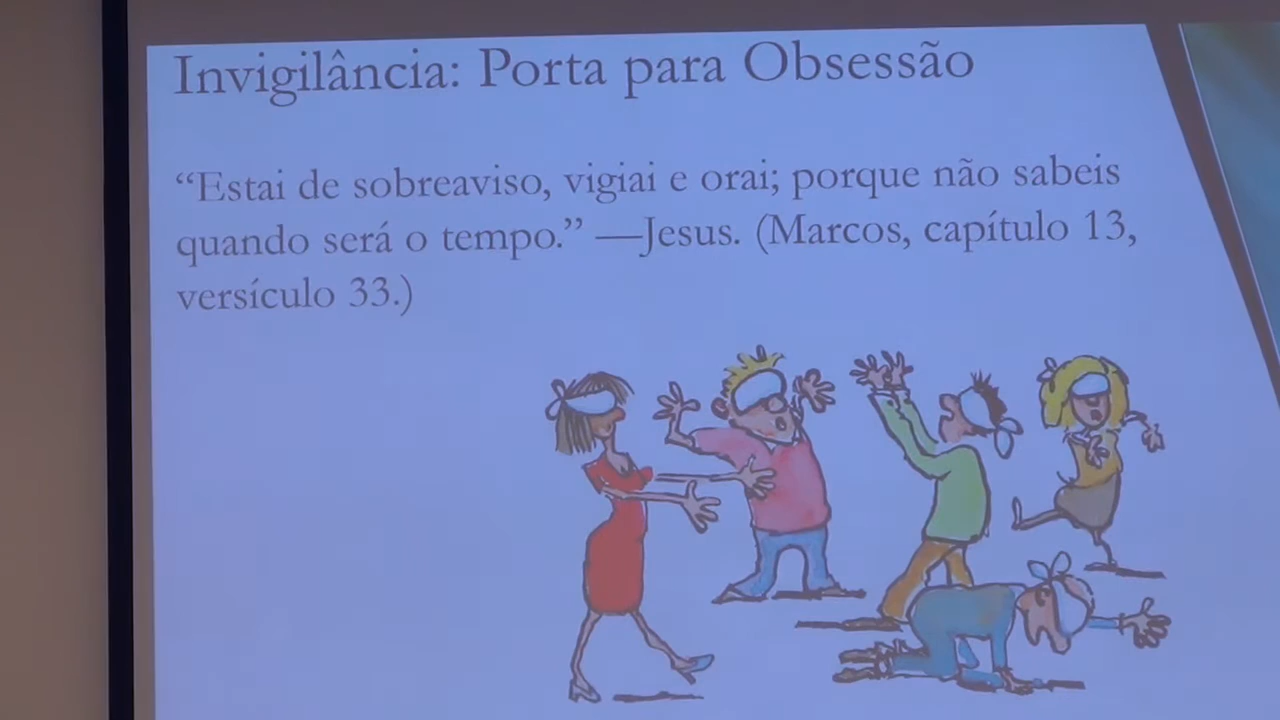 Invigilância: Porta para Obsessão
“Estai de sobreaviso, vigiai e orai; porque não sabeis
quando será o tempo.” —Jesus. (Marcos, capítulo 13,
versículo 33.)